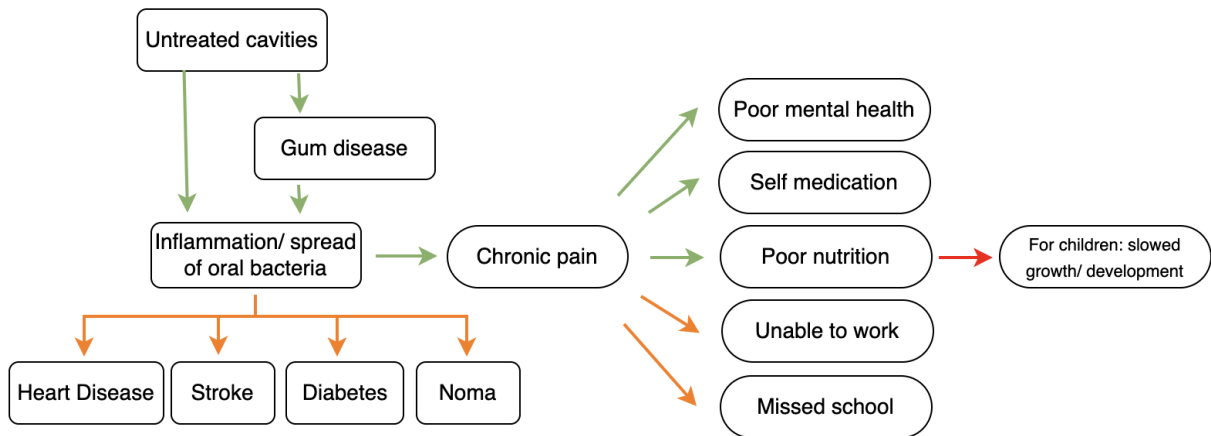 Untreated cavities
Gum disease
Inflammation/ spread
of oral bacteria
Chronic pain
Poor mental health
Self medication
Poor nutrition
For children: slowed
growth/ development
Unable to work
Missed school
Heart Disease
Stroke
Diabetes
Noma